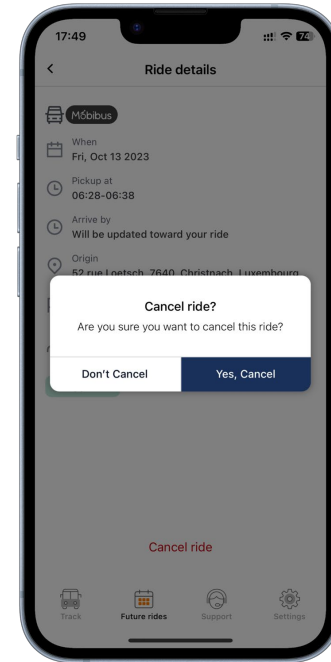 17:49
74
Ride details
Móbibus
When
Fri, Oct 13 2023
Pickup at
06:28-06:38
Arrive by
Will be updated toward your ride
Origin
52 rue Loetsch, 7640, Christnach, Luxembourg
Cancel ride?
Are you sure you want to cancel this ride?
Don't Cancel
Yes, Cancel
Cancel ride
Track
Future rides
Support
Settings